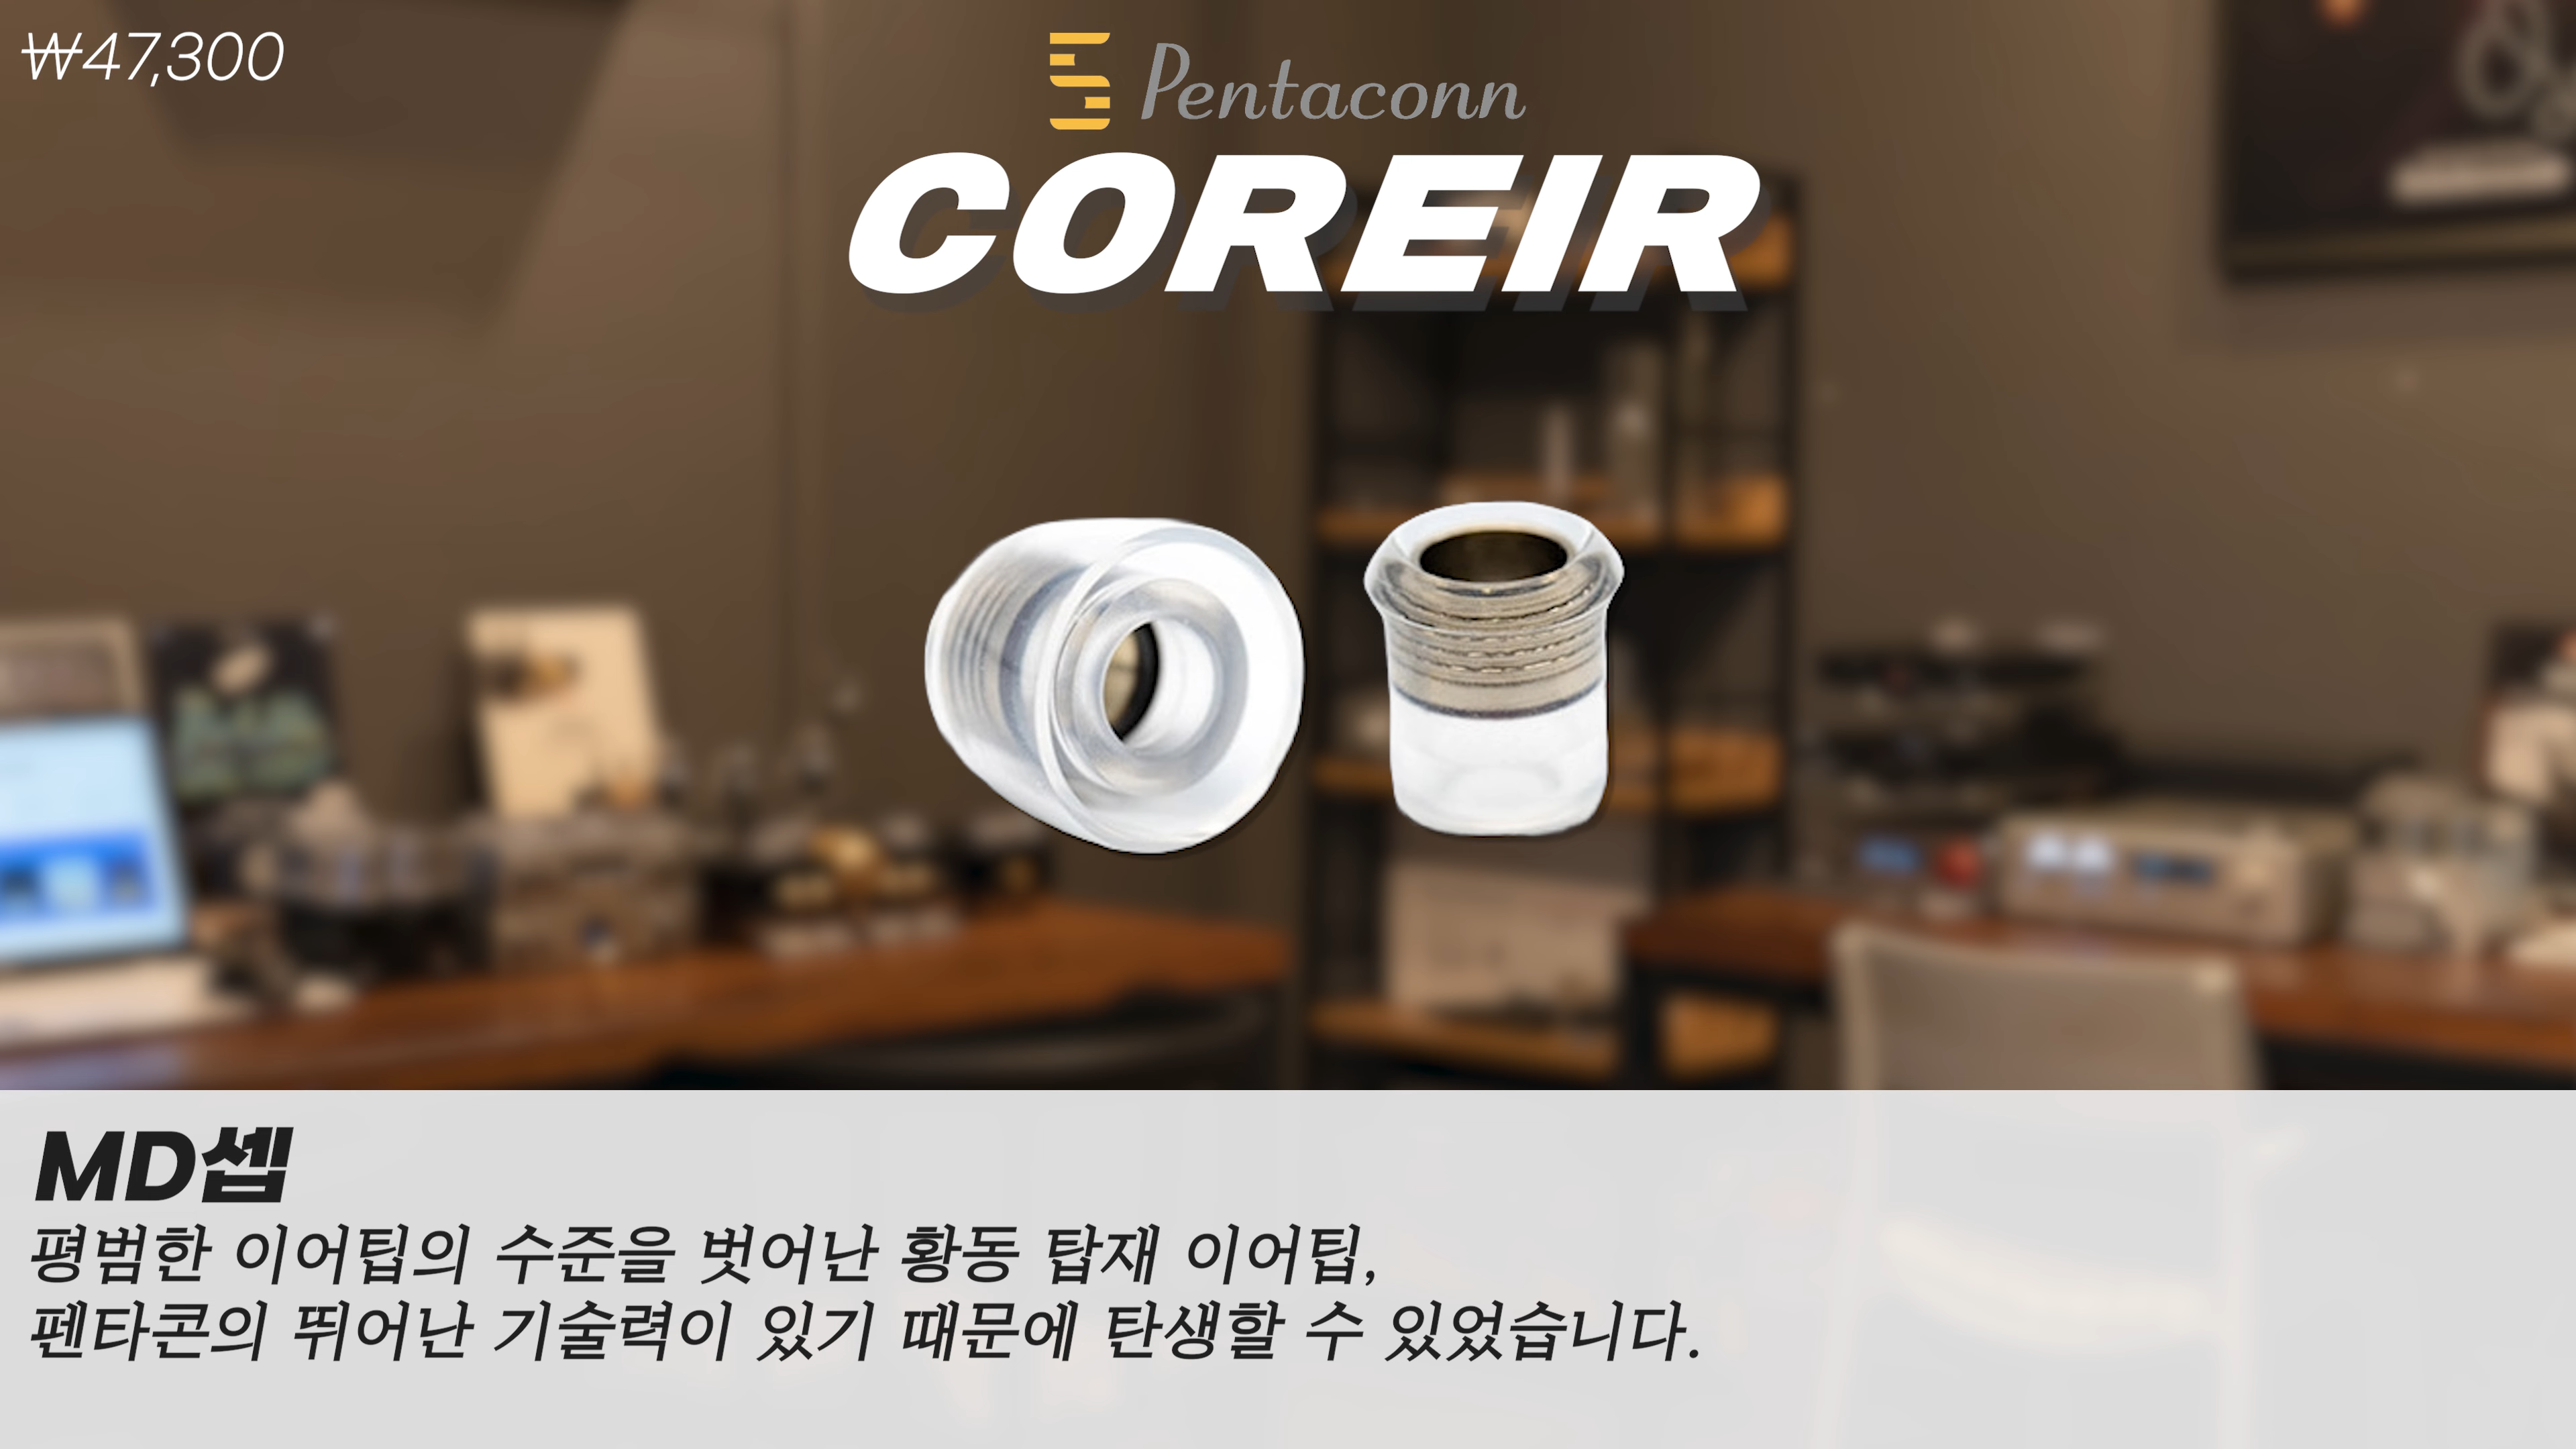 ₩47,300
Pentaconn
COREIR
MD셉
평범한 이어팁의 수준을 벗어난 황동 탑재 이어팁,
펜타콘의 뛰어난 기술력이 있기 때문에 탄생할 수 있었습니다.